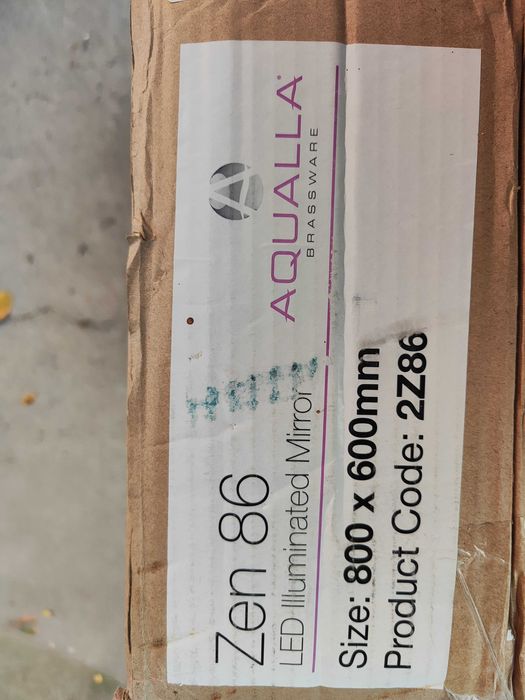 Zen 86
LED Illuminated Mirror
AQUALLA
BRASSWARE
Size: 800 x 600mm
Product Code: 2Z86